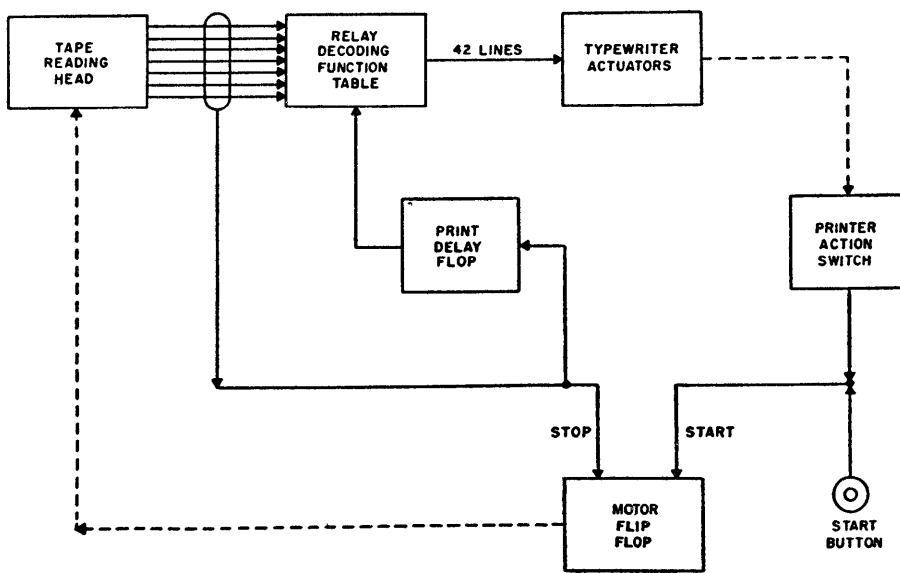 TAPE
READING
HEAD
RELAY
DECODING
FUNCTION
TABLE
42 LINES
TYPEWRITER
ACTUATORS
PRINT
DELAY
FLOP
PRINTER
ACTION
SWITCH
STOP
START
MOTOR
FLIP
FLOP
START
BUTTON